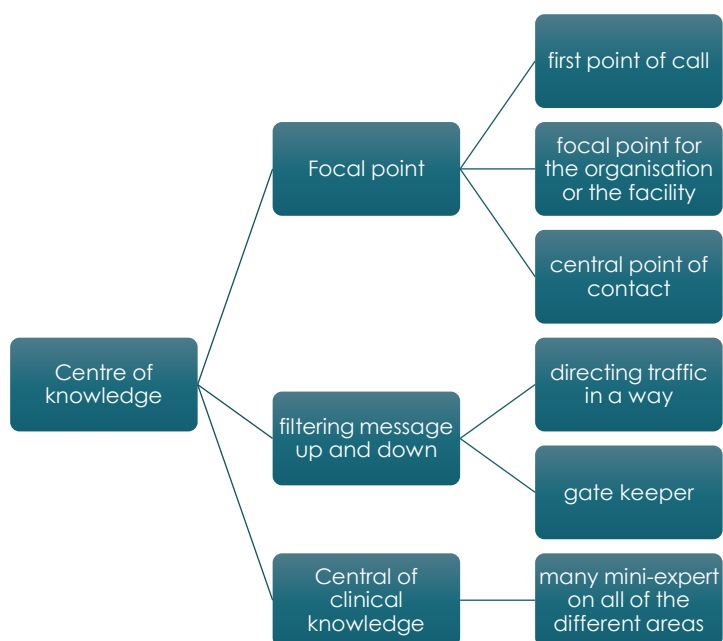 first point of call
Focal point
focal point for
the organisation
or the facility
central point of
contact
Centre of
knowledge
filtering message
up and down
directing traffic
in a way
gate keeper
Central of
clinical
knowledge
many mini-expert
on all of the
different areas